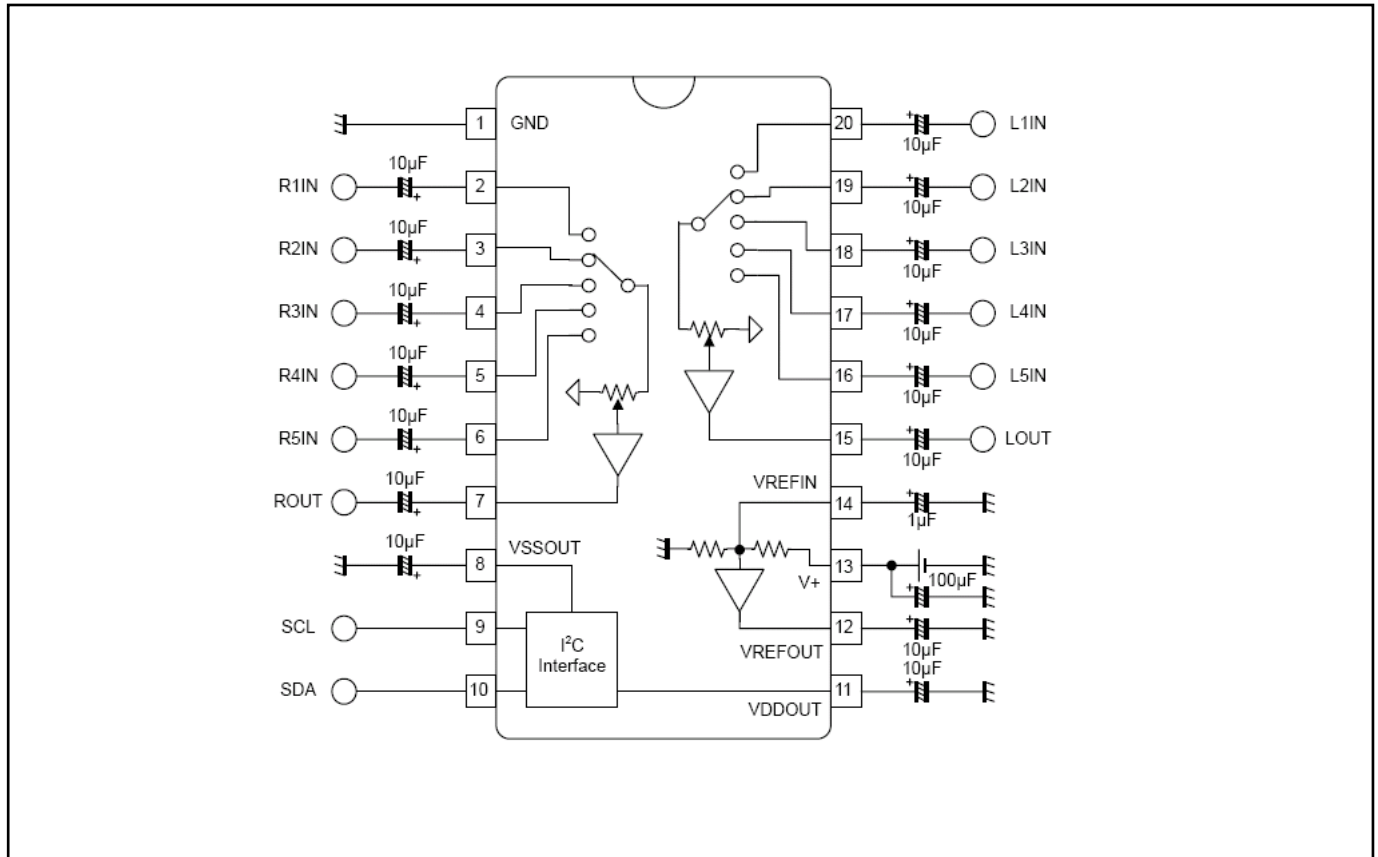 1 GND 20 10µF L1IN
R1IN 10µF 2 19 10µF L2IN
R2IN 10µF 3 18 10µF L3IN
R3IN 10µF 4 17 10µF L4IN
R4IN 10µF 5 16 10µF L5IN
R5IN 10µF 6 15 10µF LOUT
ROUT 10µF 7 VREFIN 14 1µF
10µF 8 VSSOUT V+ 13 100µF
SCL 9 I²C Interface VREFOUT 12 10µF
SDA 10 VDDOUT 11 10µF